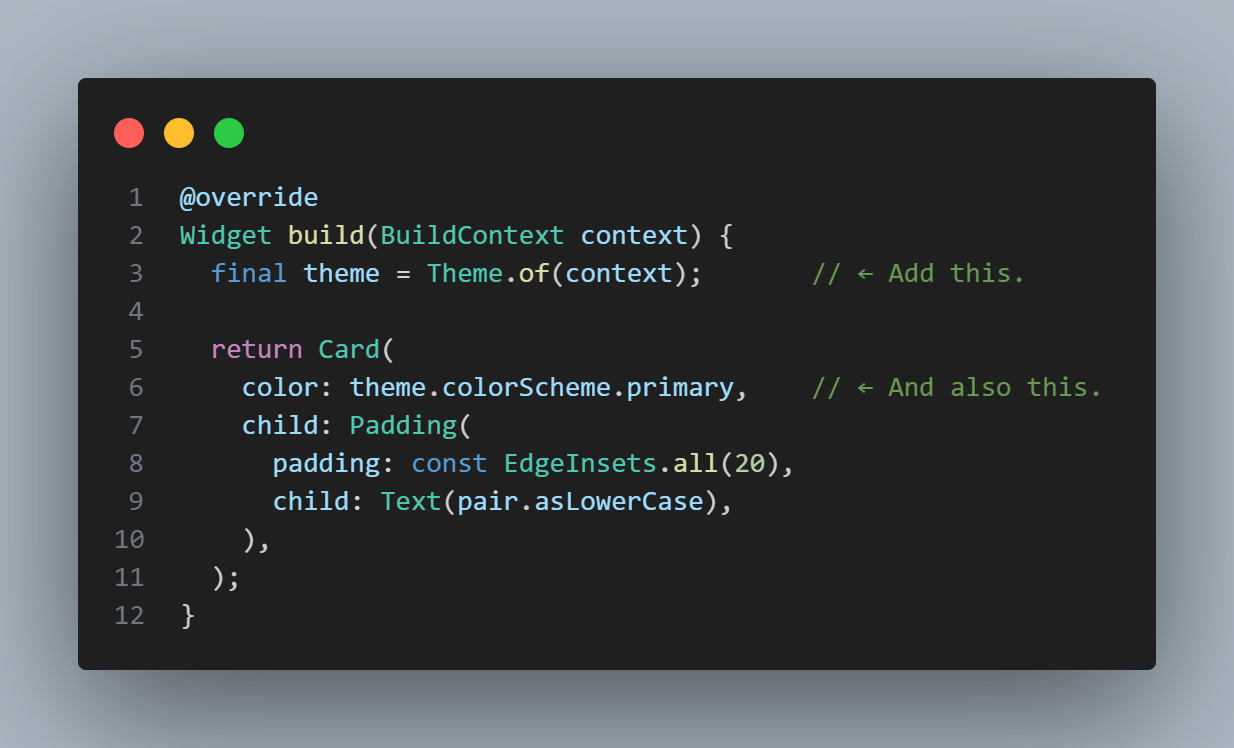 1 @override
2 Widget build(BuildContext context) {
3   final theme = Theme.of(context);       // ← Add this.
4
5   return Card(
6     color: theme.colorScheme.primary,    // ← And also this.
7     child: Padding(
8       padding: const EdgeInsets.all(20),
9       child: Text(pair.asLowerCase),
10     ),
11   );
12 }